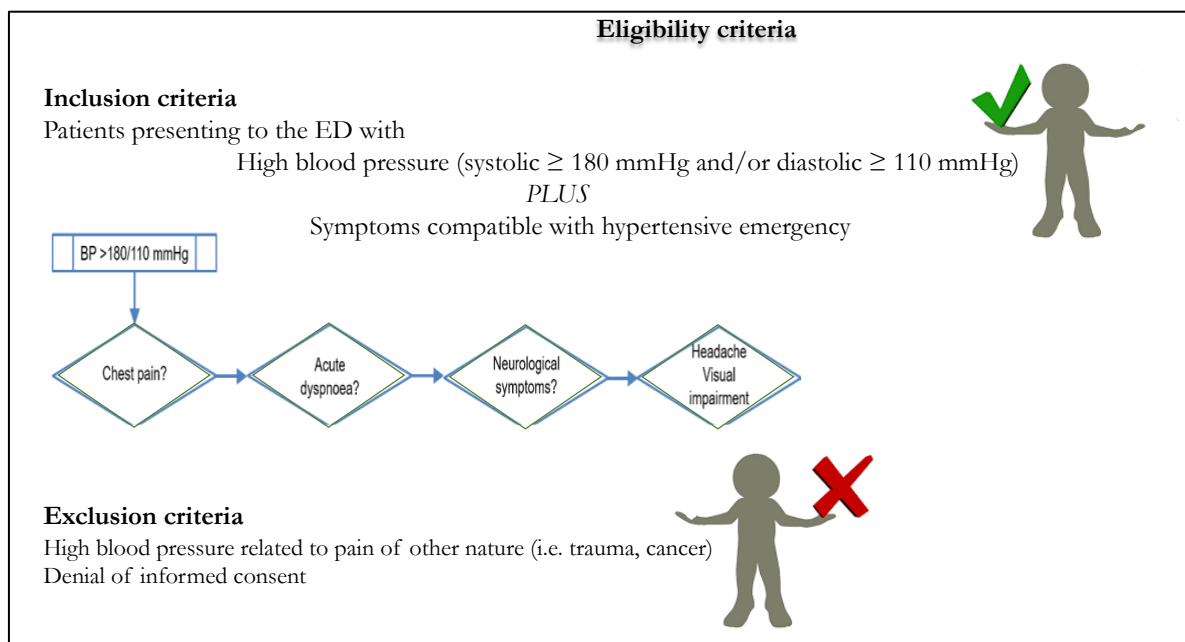 Eligibility criteria
Inclusion criteria
Patients presenting to the ED with
High blood pressure (systolic ≥ 180 mmHg and/or diastolic ≥ 110 mmHg)
PLUS
Symptoms compatible with hypertensive emergency
BP >180/110 mmHg
Chest pain?
Acute
dyspnoea?
Neurological
symptoms?
Headache
Visual
impairment
Exclusion criteria
High blood pressure related to pain of other nature (i.e. trauma, cancer)
Denial of informed consent